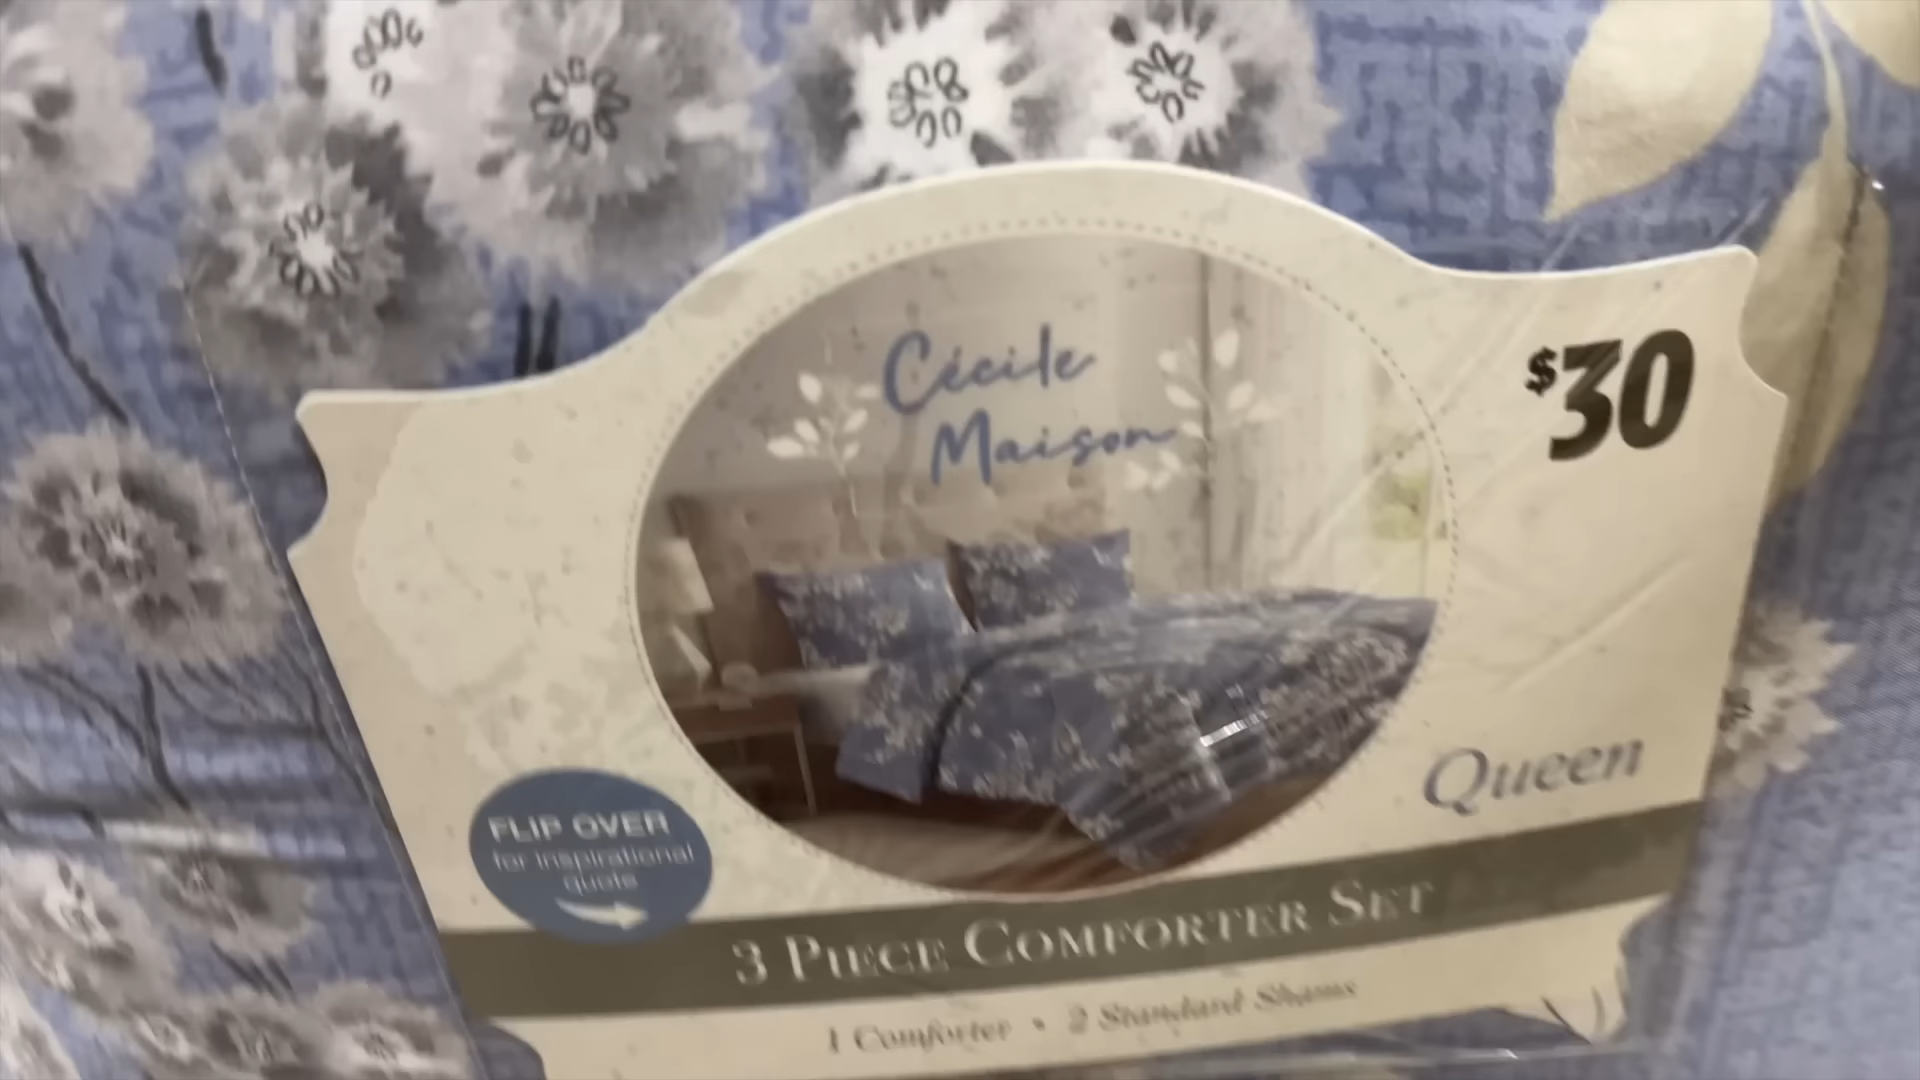 Cécile
Maison
$30
Queen
FLIP OVER
for inspirational
quote
3 PIECE COMFORTER SET
1 Comforter • 2 Standard Shams